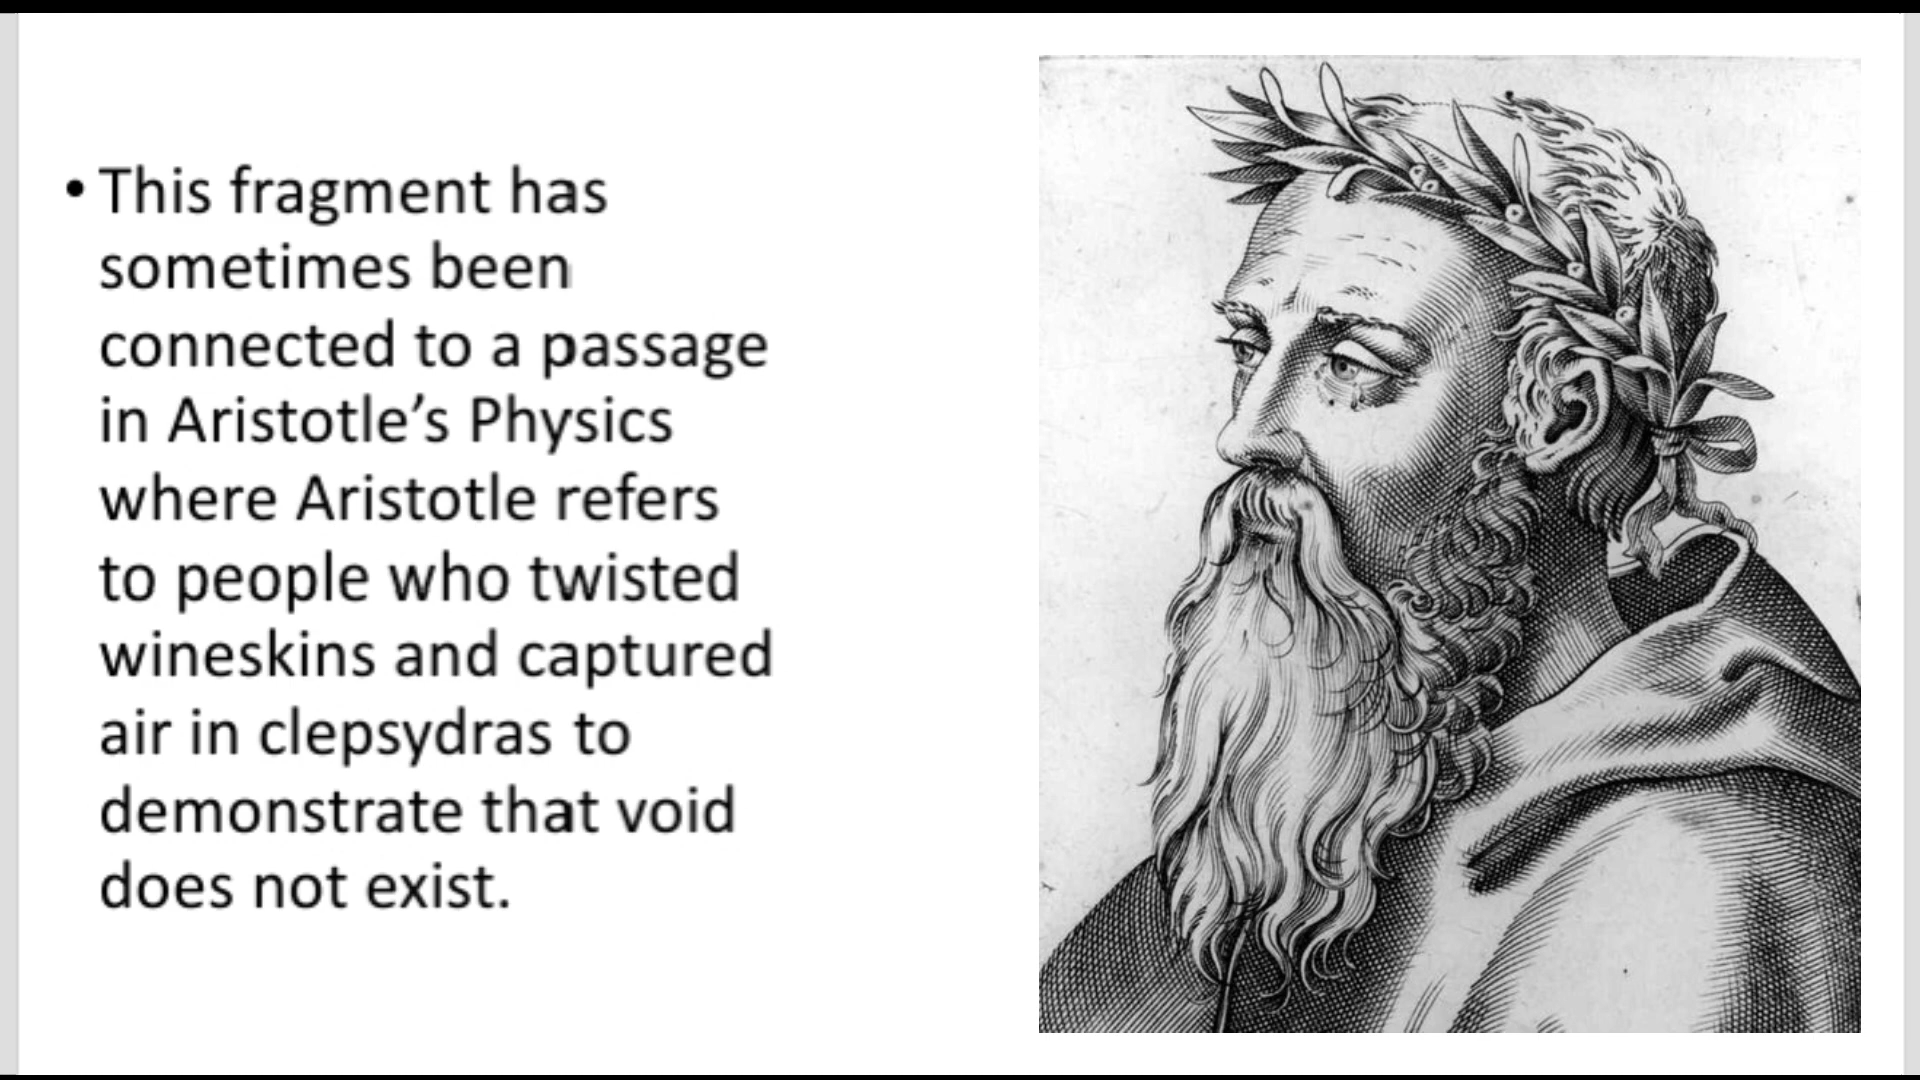 • This fragment has
sometimes been
connected to a passage
in Aristotle’s Physics
where Aristotle refers
to people who twisted
wineskins and captured
air in clepsydras to
demonstrate that void
does not exist.